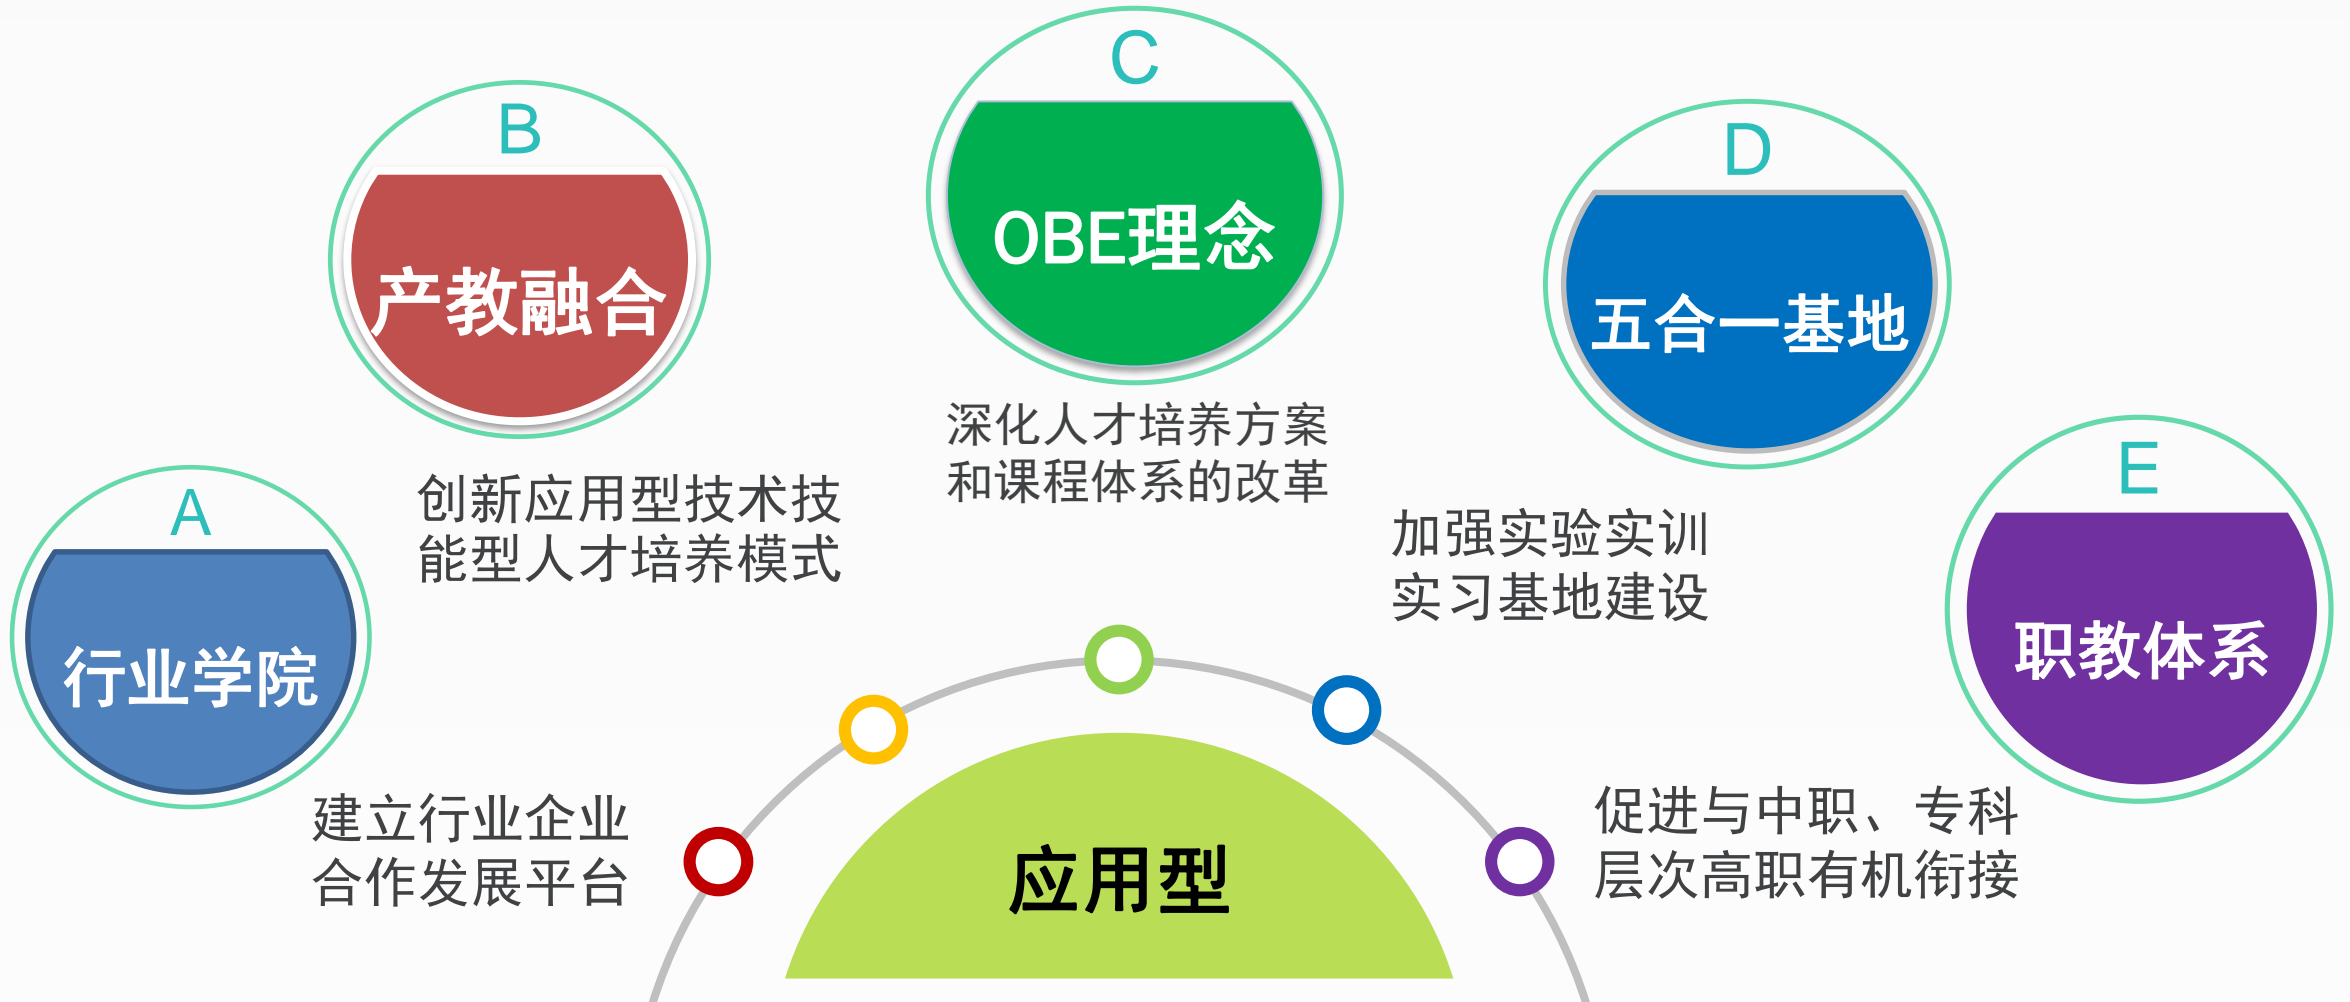 A
行业学院
建立行业企业
合作发展平台
B
产教融合
创新应用型技术技
能型人才培养模式
C
OBE理念
深化人才培养方案
和课程体系的改革
D
五合一基地
加强实验实训
实习基地建设
E
职教体系
促进与中职、专科
层次高职有机衔接
应用型